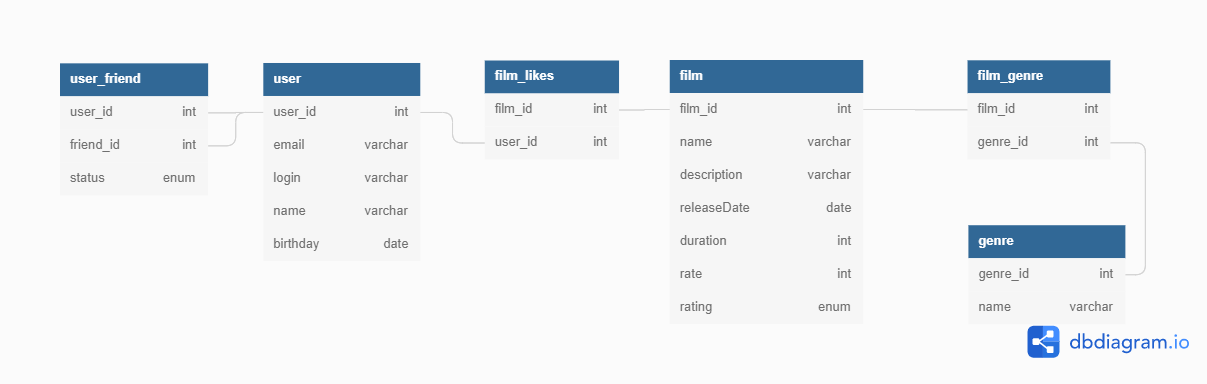 user_friend
user_id int
friend_id int
status enum
user
user_id int
email varchar
login varchar
name varchar
birthday date
film_likes
film_id int
user_id int
film
film_id int
name varchar
description varchar
releaseDate date
duration int
rate int
rating enum
film_genre
film_id int
genre_id int
genre
genre_id int
name varchar
dbdiagram.io